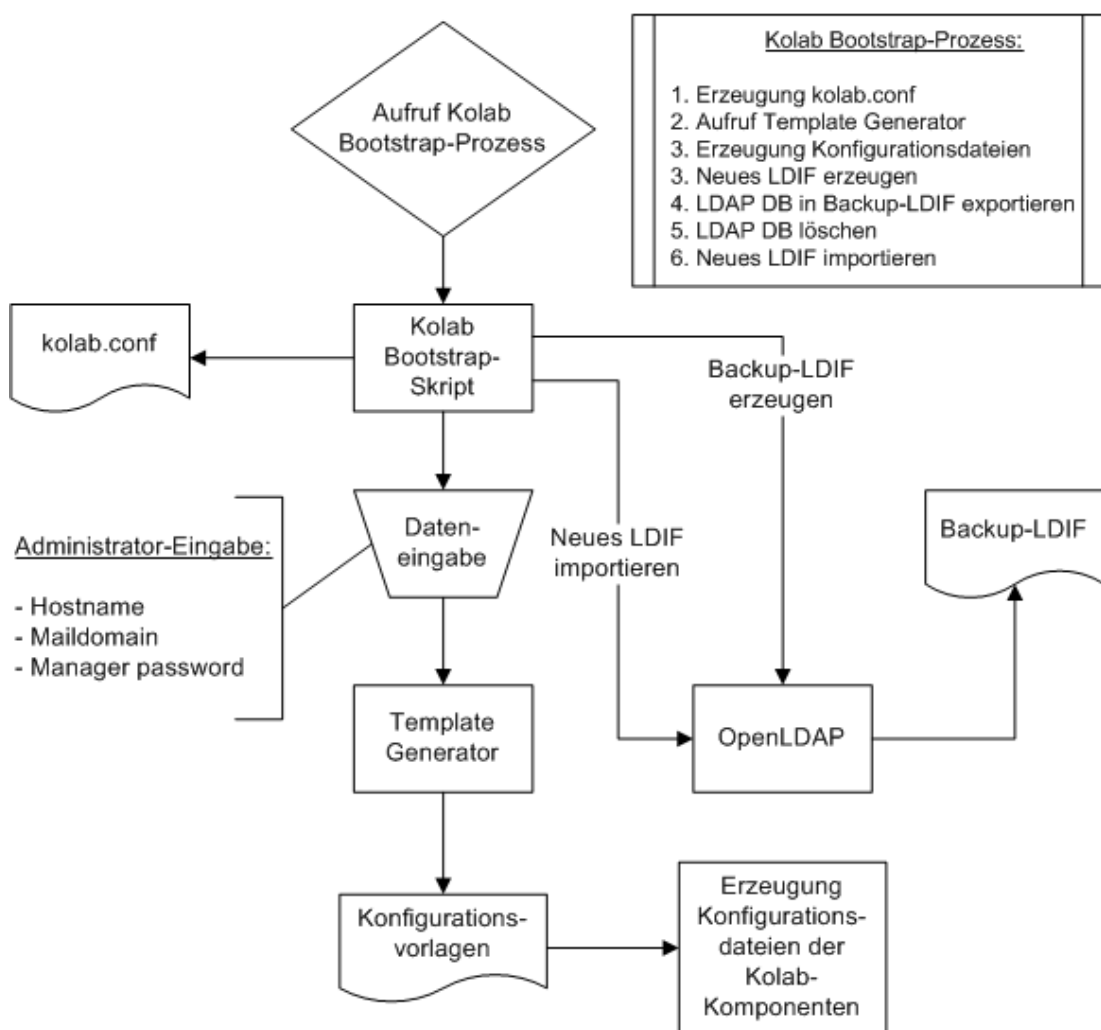 Aufruf Kolab
Bootstrap-Prozess
Kolab Bootstrap-Prozess:
1. Erzeugung kolab.conf
2. Aufruf Template Generator
3. Erzeugung Konfigurationsdateien
3. Neues LDIF erzeugen
4. LDAP DB in Backup-LDIF exportieren
5. LDAP DB löschen
6. Neues LDIF importieren
kolab.conf
Kolab
Bootstrap-
Skript
Backup-LDIF
erzeugen
Administrator-Eingabe:
- Hostname
- Maildomain
- Manager password
Daten-
eingabe
Neues LDIF
importieren
Backup-LDIF
Template
Generator
OpenLDAP
Konfigurations-
vorlagen
Erzeugung
Konfigurations-
dateien der
Kolab-
Komponenten